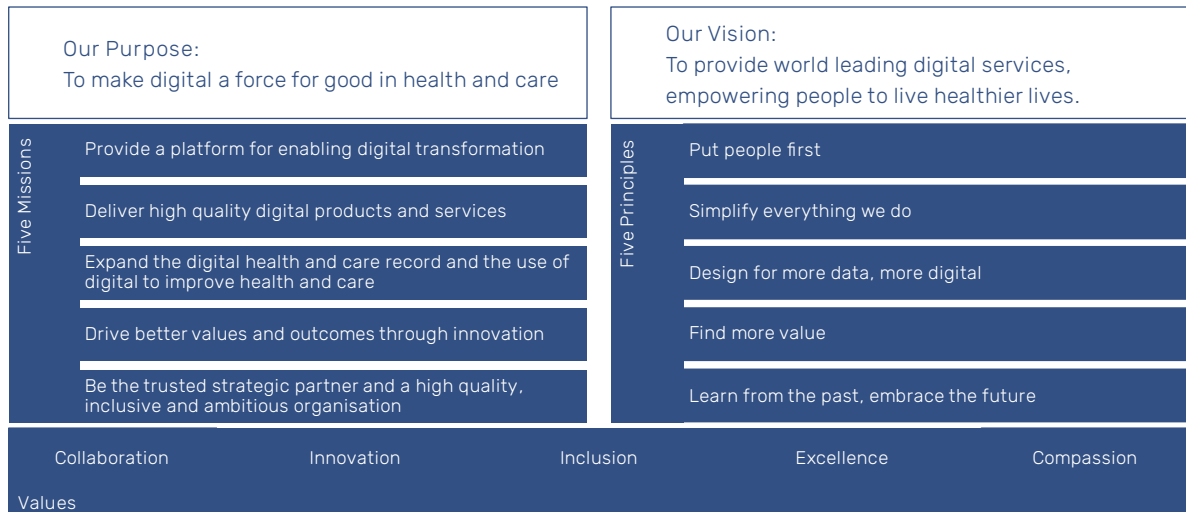 Our Purpose:
To make digital a force for good in health and care
Our Vision:
To provide world leading digital services,
empowering people to live healthier lives.
Five Missions
Provide a platform for enabling digital transformation
Deliver high quality digital products and services
Expand the digital health and care record and the use of
digital to improve health and care
Drive better values and outcomes through innovation
Be the trusted strategic partner and a high quality,
inclusive and ambitious organisation
Five Principles
Put people first
Simplify everything we do
Design for more data, more digital
Find more value
Learn from the past, embrace the future
Collaboration
Innovation
Inclusion
Excellence
Compassion
Values